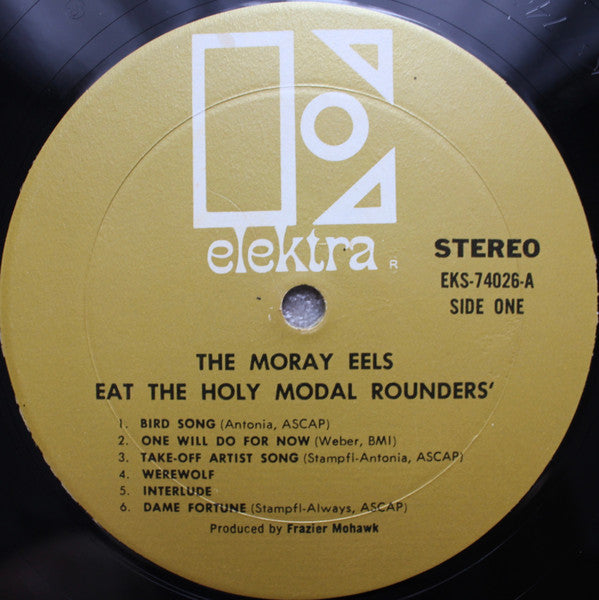 elektra
R
STEREO
EKS-74026-A
SIDE ONE
THE MORAY EELS
EAT THE HOLY MODAL ROUNDERS'
1. BIRD SONG (Antonia, ASCAP)
2. ONE WILL DO FOR NOW (Weber, BMI)
3. TAKE-OFF ARTIST SONG (Stampfl-Antonia, ASCAP)
4. WEREWOLF
5. INTERLUDE
6. DAME FORTUNE (Stampfl-Always, ASCAP)
Produced by Frazier Mohawk